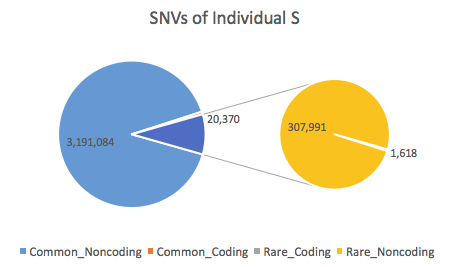 SNVs of Individual S
20,370
307,991
3,191,084
1,618
Common_Noncoding Common_Coding Rare_Coding Rare_Noncoding